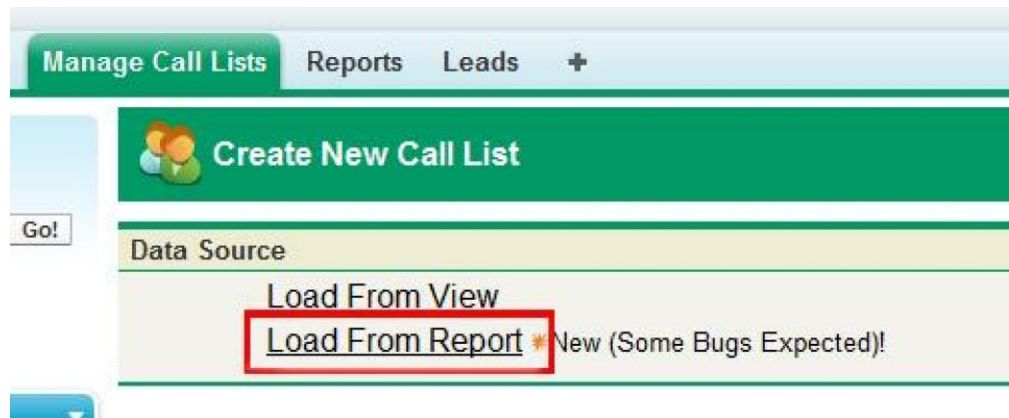 Manage Call Lists Reports Leads +
Create New Call List
Go!
Data Source
Load From View
Load From Report *New (Some Bugs Expected)!